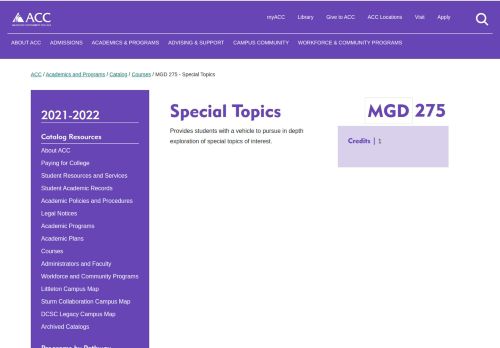 ACC
myACC Library Give to ACC ACC Locations Visit Apply
ABOUT ACC ADMISSIONS ACADEMICS & PROGRAMS ADVISING & SUPPORT CAMPUS COMMUNITY WORKFORCE & COMMUNITY PROGRAMS
ACC / Academics and Programs / Catalog / Courses / MGD 275 - Special Topics
2021-2022
Catalog Resources
About ACC
Paying for College
Student Resources and Services
Student Academic Records
Academic Policies and Procedures
Legal Notices
Academic Programs
Academic Plans
Courses
Administrators and Faculty
Workforce and Community Programs
Littleton Campus Map
Sturm Collaboration Campus Map
DCSC Legacy Campus Map
Archived Catalogs
Programs by Pathway
Special Topics
Provides students with a vehicle to pursue in depth
exploration of special topics of interest.
MGD 275
Credits | 1